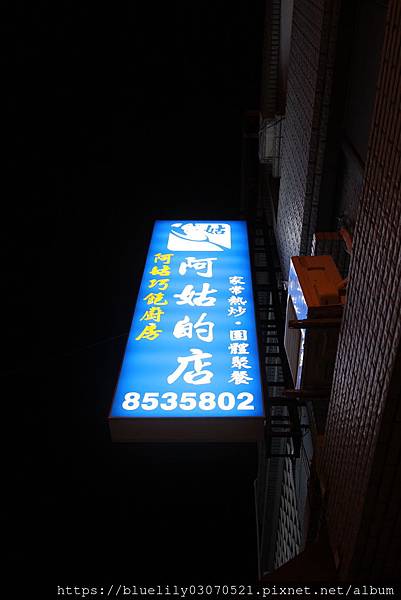 姑
阿姑的店
阿姑巧飽廚房
家常熱炒·團體聚餐
8535802
https://bluelily03070521.pixnet.net/album